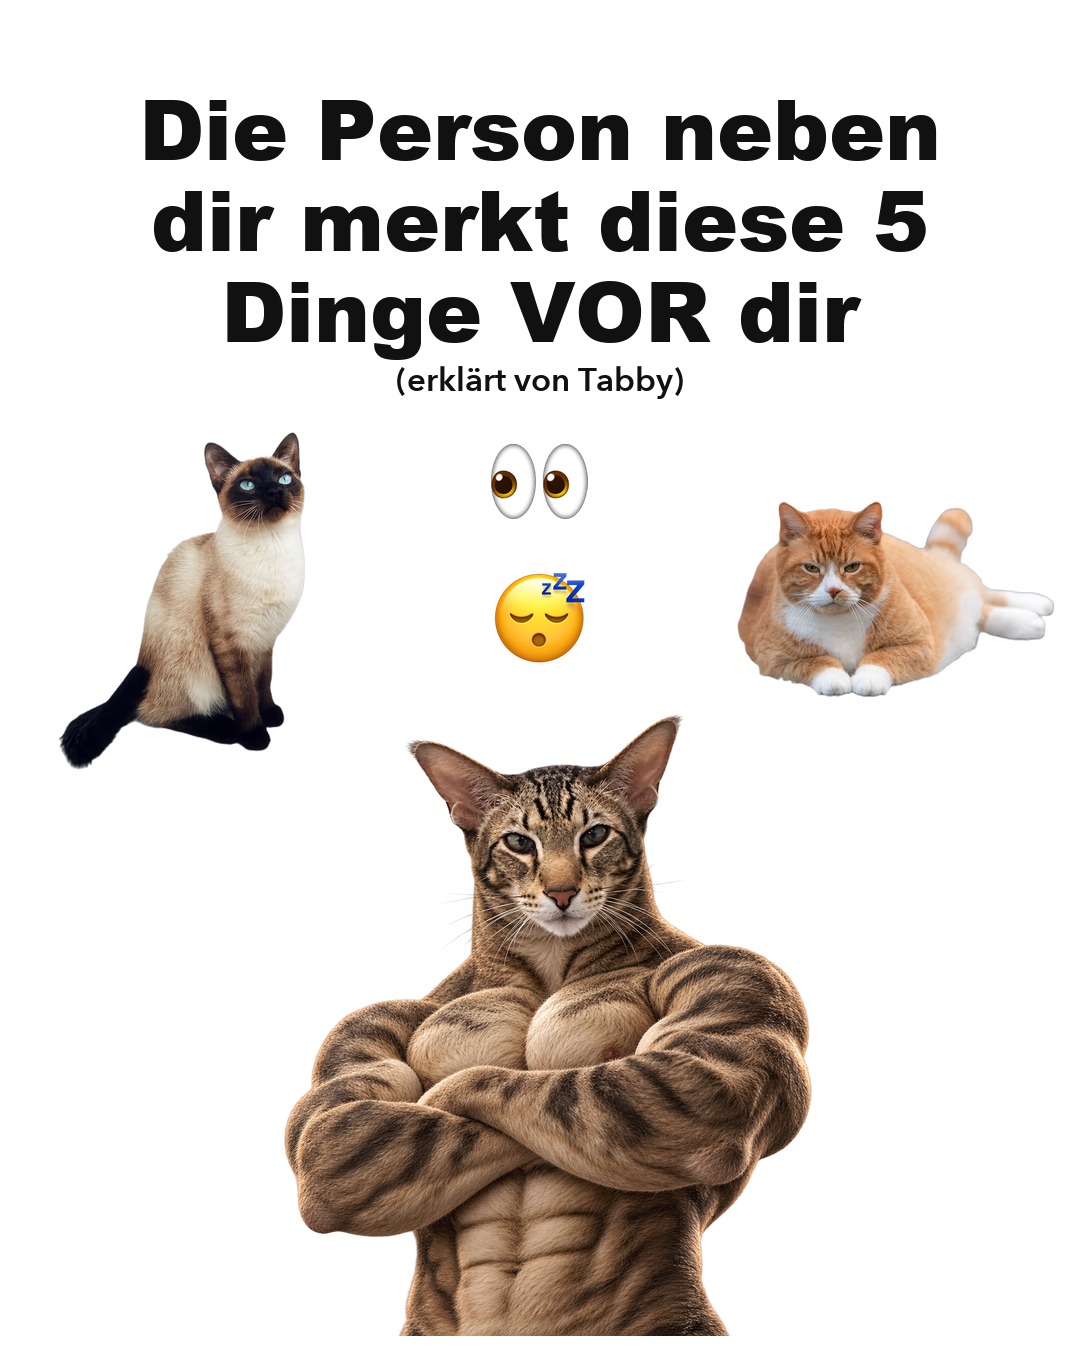 Die Person neben
dir merkt diese 5
Dinge VOR dir
(erklärt von Tabby)